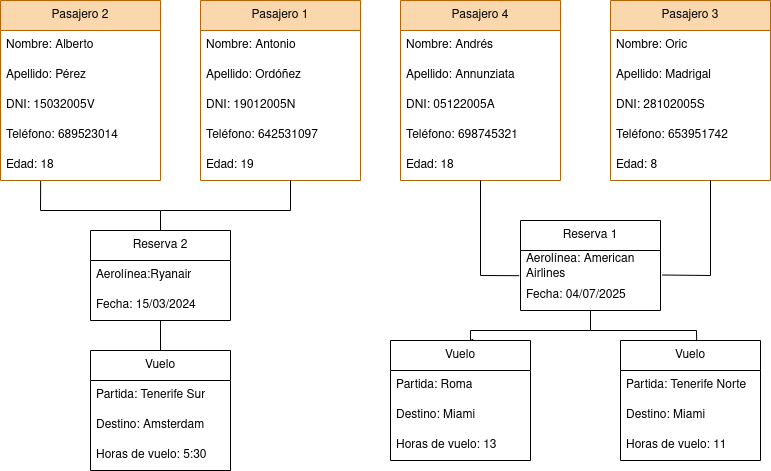 Pasajero 2
Nombre: Alberto
Apellido: Pérez
DNI: 15032005V
Teléfono: 689523014
Edad: 18
Pasajero 1
Nombre: Antonio
Apellido: Ordóñez
DNI: 19012005N
Teléfono: 642531097
Edad: 19
Pasajero 4
Nombre: Andrés
Apellido: Annunziata
DNI: 05122005A
Teléfono: 698745321
Edad: 18
Pasajero 3
Nombre: Oric
Apellido: Madrigal
DNI: 28102005S
Teléfono: 653951742
Edad: 8
Reserva 2
Aerolínea:Ryanair
Fecha: 15/03/2024
Reserva 1
Aerolínea: American
Airlines
Fecha: 04/07/2025
Vuelo
Partida: Tenerife Sur
Destino: Amsterdam
Horas de vuelo: 5:30
Vuelo
Partida: Roma
Destino: Miami
Horas de vuelo: 13
Vuelo
Partida: Tenerife Norte
Destino: Miami
Horas de vuelo: 11